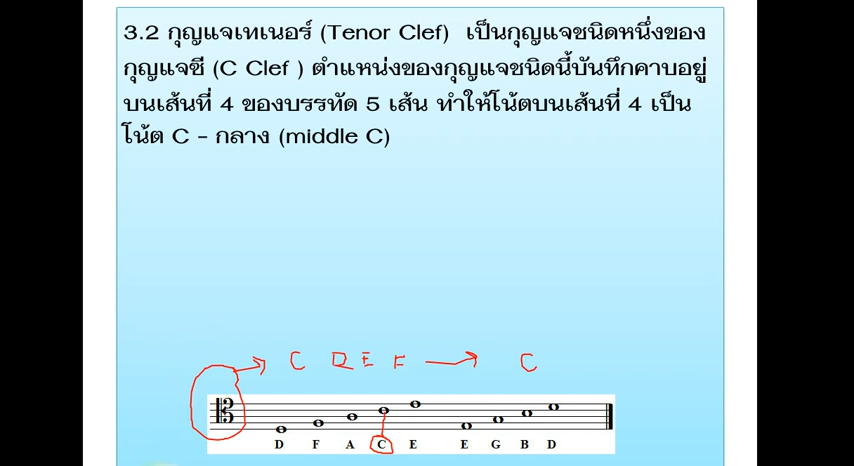 3.2 กุญแจเทเนอร์ (Tenor Clef) เป็นกุญแจชนิดหนึ่งของ
กุญแจซี (C Clef ) ตำแหน่งของกุญแจชนิดนี้บันทึกคาบอยู่
บนเส้นที่ 4 ของบรรทัด 5 เส้น ทำให้โน้ตบนเส้นที่ 4 เป็น
โน้ต C - กลาง (middle C)
C D E F C
D F A C E E G B D